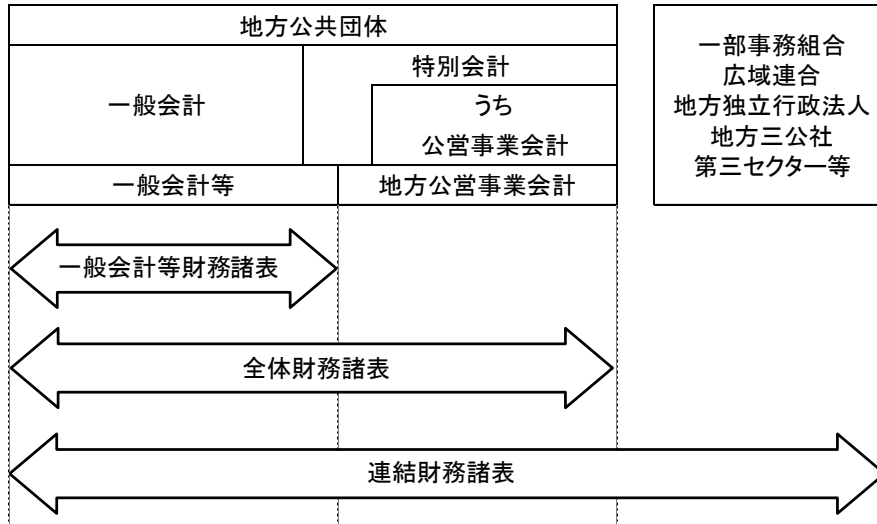 地方公共団体
一般会計
特別会計
うち
公営事業会計
一般会計等
地方公営事業会計
一部事務組合
広域連合
地方独立行政法人
地方三公社
第三セクター等
一般会計等財務諸表
全体財務諸表
連結財務諸表